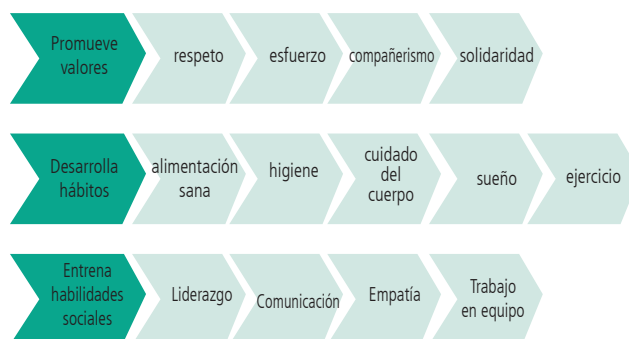 Promueve
valores
respeto
esfuerzo
compañerismo
solidaridad
Desarrolla
hábitos
alimentación
sana
higiene
cuidado
del
cuerpo
sueño
ejercicio
Entrena
habilidades
sociales
Liderazgo
Comunicación
Empatía
Trabajo
en equipo